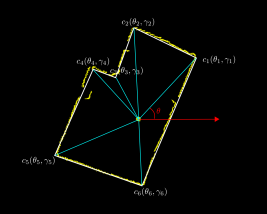 c₂(θ₂, γ₂)
c₁(θ₁, γ₁)
c₄(θ₄, γ₄)
c₃(θ₃, γ₃)
θ
c₅(θ₅, γ₅)
c₆(θ₆, γ₆)